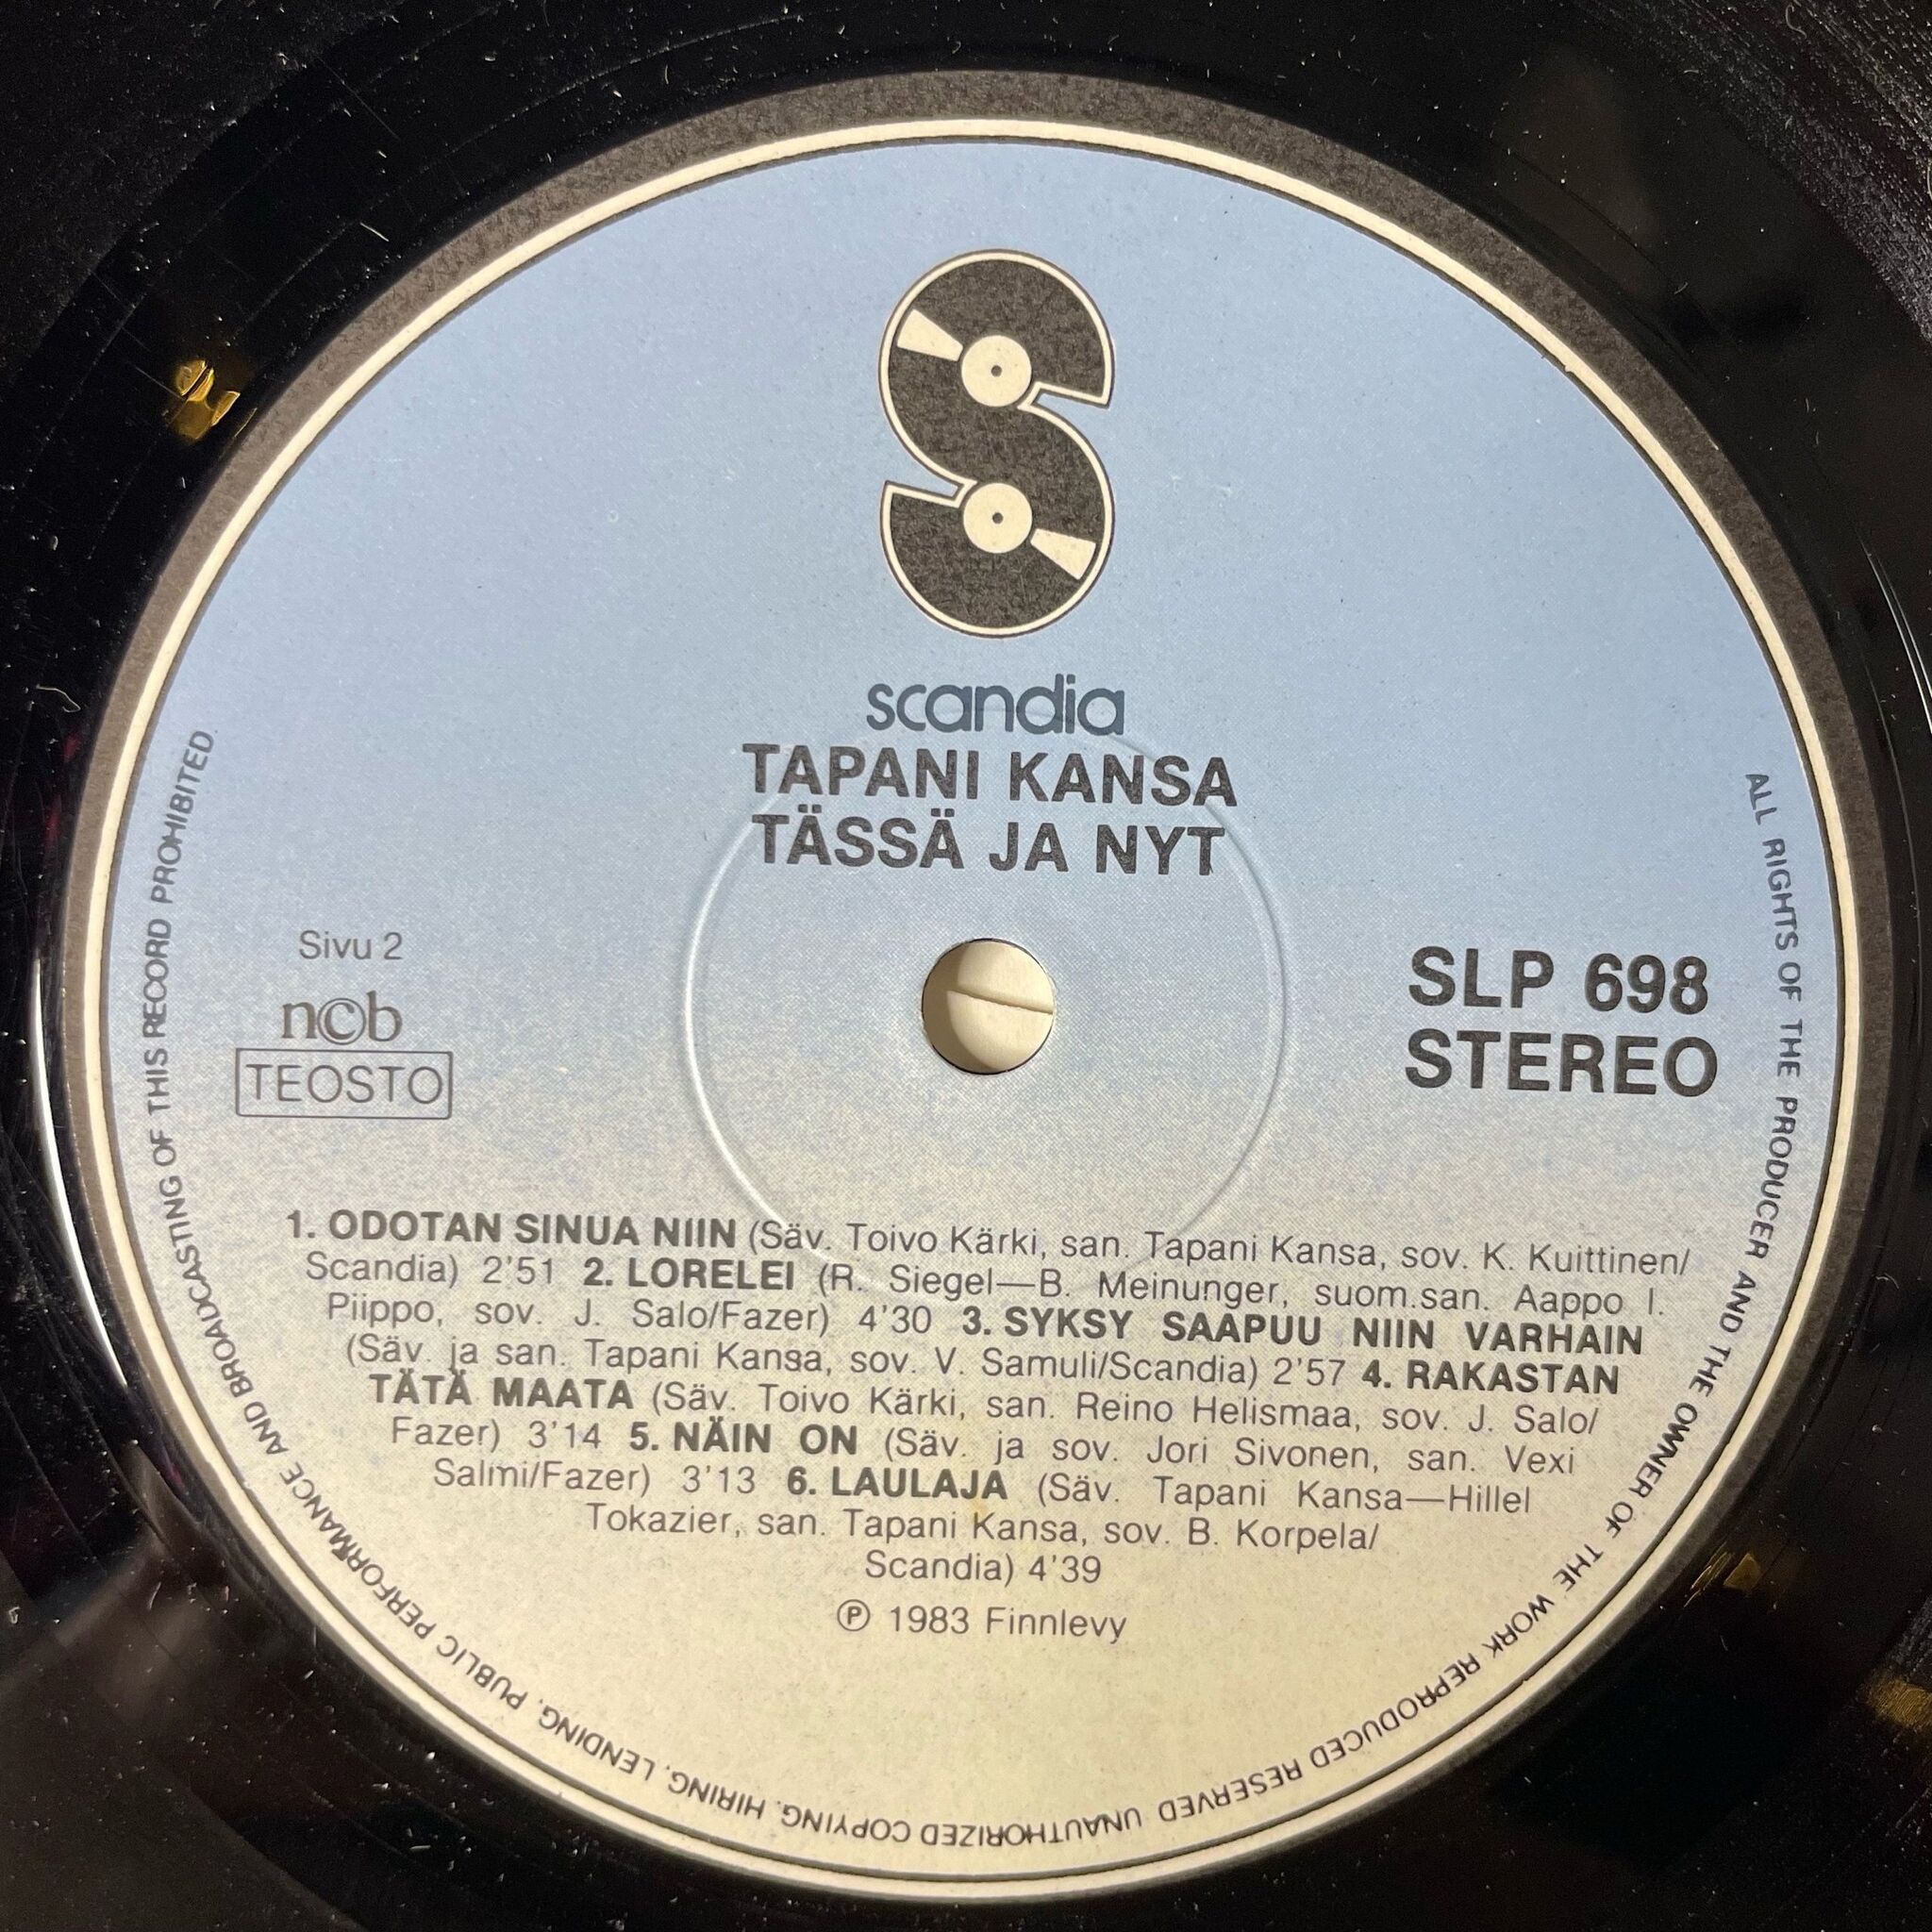 scandia
TAPANI KANSA
TÄSSÄ JA NYT
Sivu 2
n©b
TEOSTO
SLP 698
STEREO
1. ODOTAN SINUA NIIN (Säv. Toivo Kärki, san. Tapani Kansa, sov. K. Kuittinen/
Scandia) 2'51 2. LORELEI (R. Siegel—B. Meinunger, suom.san. Aappo I.
Piippo, sov. J. Salo/Fazer) 4'30 3. SYKSY SAAPUU NIIN VARHAIN
(Säv. ja san. Tapani Kansa, sov. V. Samuli/Scandia) 2'57 4. RAKASTAN
TÄTÄ MAATA (Säv. Toivo Kärki, san. Reino Helismaa, sov. J. Salo/
Fazer) 3'14 5. NÄIN ON (Säv. ja sov. Jori Sivonen, san. Vexi
Salmi/Fazer) 3'13 6. LAULAJA (Säv. Tapani Kansa—Hillel
Tokazier, san. Tapani Kansa, sov. B. Korpela/
Scandia) 4'39
℗ 1983 Finnlevy
ALL RIGHTS OF THE PRODUCER AND THE OWNER OF THE WORK REPRODUCED RESERVED UNAUTHORIZED COPYING. HIRING. LENDING. PUBLIC PERFORMANCE AND BROADCASTING OF THIS RECORD PROHIBITED.